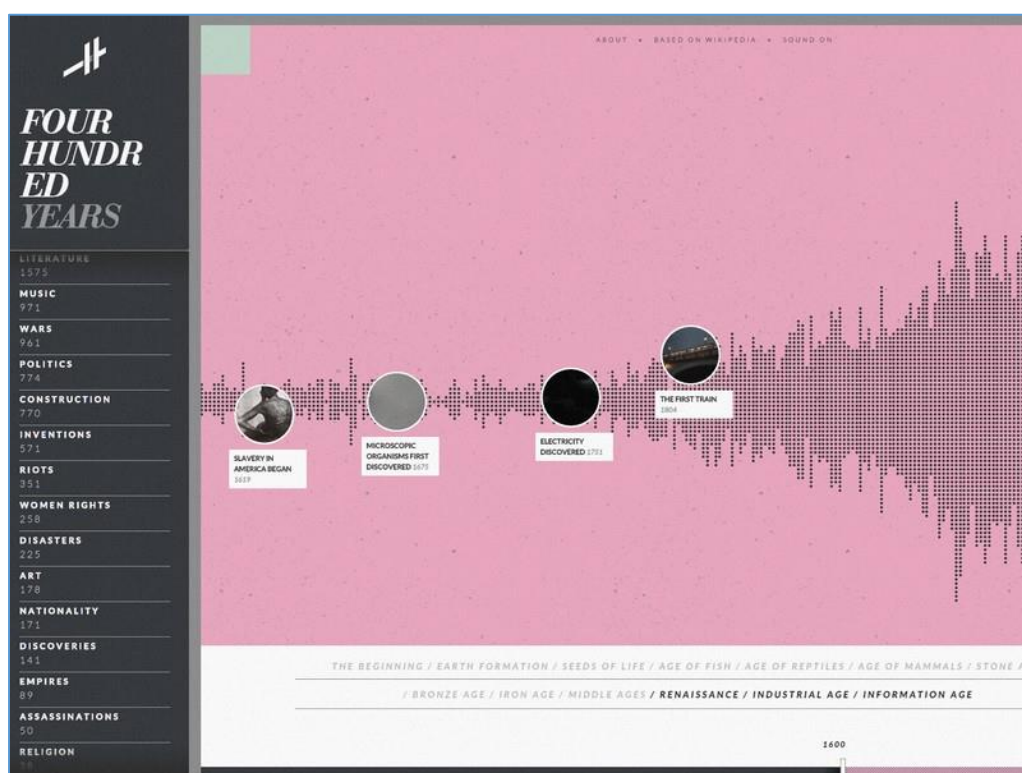 ABOUT • BASED ON WIKIPEDIA • SOUND ON
FOUR
HUNDR
ED
YEARS
LITERATURE
1575
MUSIC
971
WARS
961
POLITICS
774
CONSTRUCTION
770
INVENTIONS
571
RIOTS
351
WOMEN RIGHTS
258
DISASTERS
225
ART
178
NATIONALITY
171
DISCOVERIES
141
EMPIRES
89
ASSASSINATIONS
50
RELIGION
SLAVERY IN
AMERICA BEGAN
1619
MICROSCOPIC
ORGANISMS FIRST
DISCOVERED 1675
ELECTRICITY
DISCOVERED 1751
THE FIRST TRAIN
1804
THE BEGINNING / EARTH FORMATION / SEEDS OF LIFE / AGE OF FISH / AGE OF REPTILES / AGE OF MAMMALS / STONE
/ BRONZE AGE / IRON AGE / MIDDLE AGES / RENAISSANCE / INDUSTRIAL AGE / INFORMATION AGE
1600